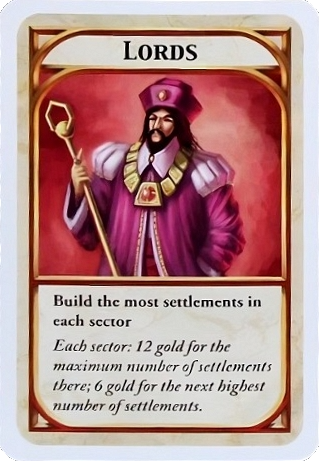 LORDS
Build the most settlements in
each sector
Each sector: 12 gold for the
maximum number of settlements
there; 6 gold for the next highest
number of settlements.